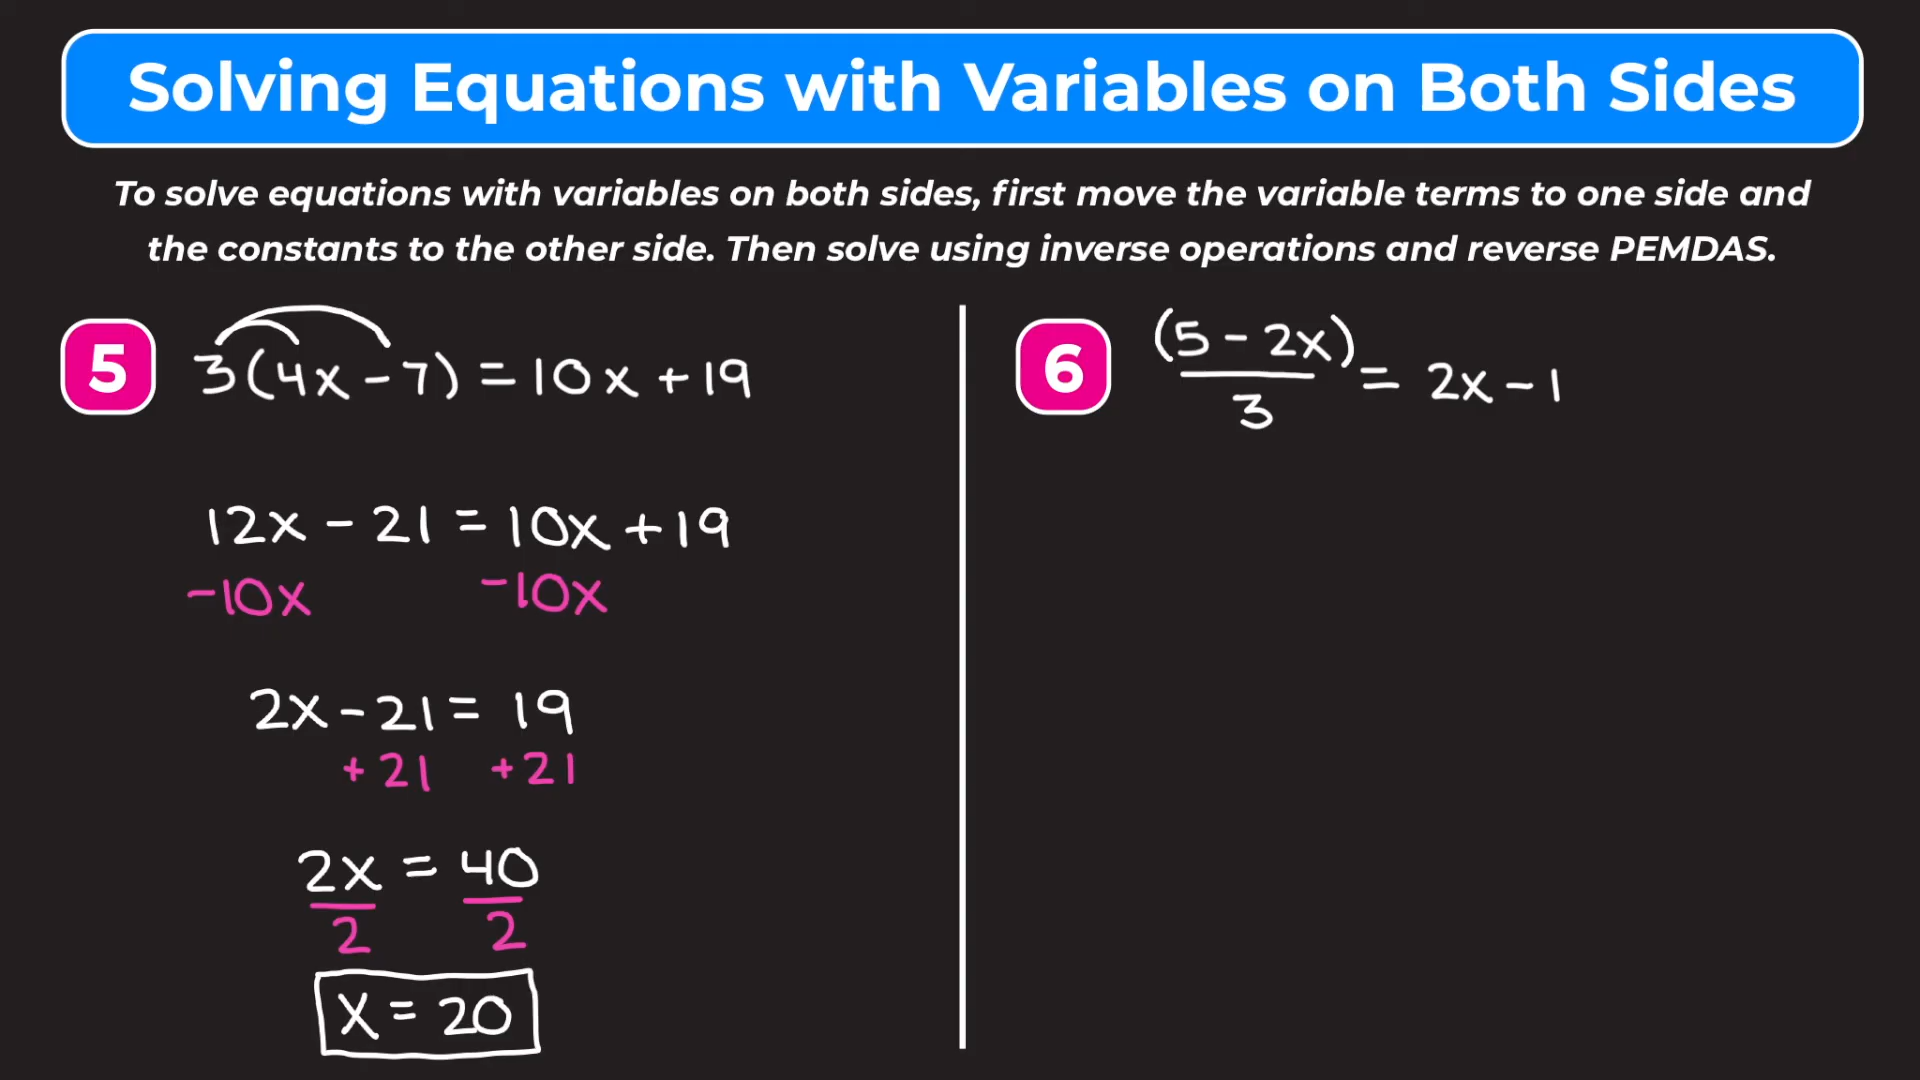 Solving Equations with Variables on Both Sides
To solve equations with variables on both sides, first move the variable terms to one side and
the constants to the other side. Then solve using inverse operations and reverse PEMDAS.
5
3(4x - 7) = 10x + 19
12x - 21 = 10x + 19
-10x -10x
2x - 21 = 19
+21 +21
2x = 40
2 2
x = 20
6
(5 - 2x)
3
= 2x - 1